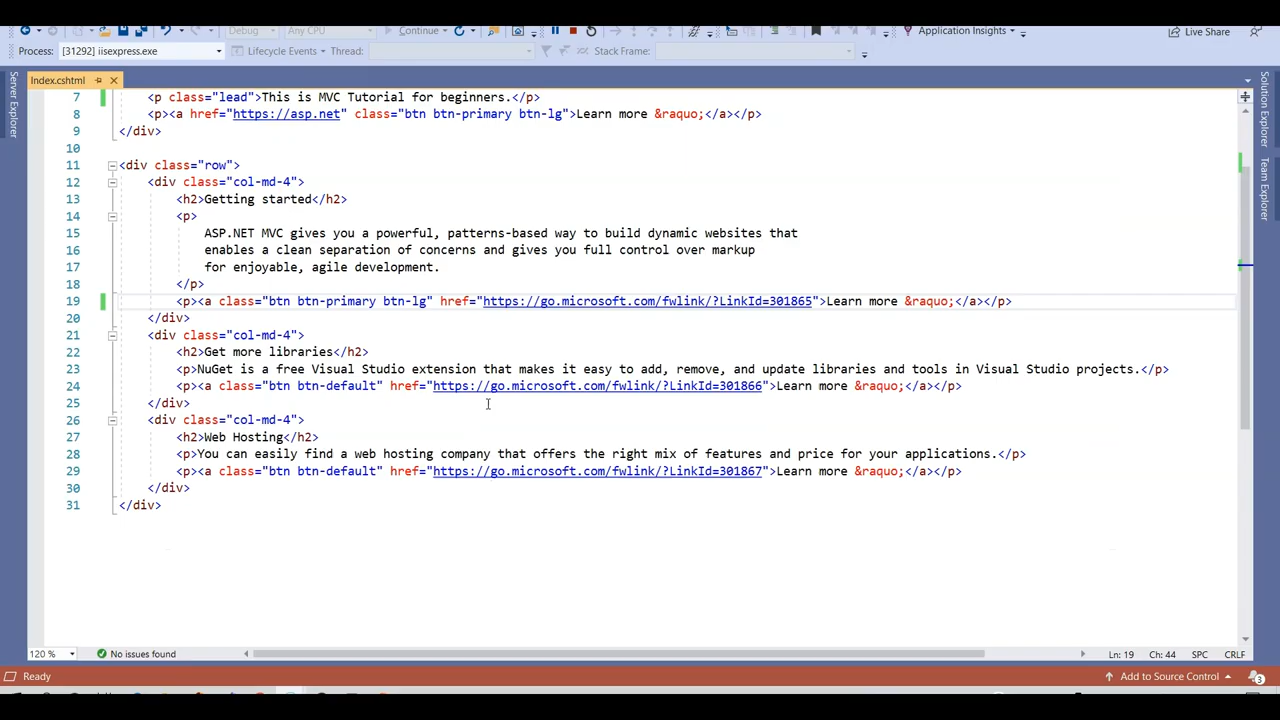 Debug Any CPU Continue Application Insights Live Share
Process: [31292] iisexpress.exe Lifecycle Events Thread: Stack Frame:
Server Explorer
Solution Explorer
Team Explorer
Index.cshtml
7 <p class="lead">This is MVC Tutorial for beginners.</p>
8 <p><a href="https://asp.net" class="btn btn-primary btn-lg">Learn more &raquo;</a></p>
9 </div>
10
11 <div class="row">
12 <div class="col-md-4">
13 <h2>Getting started</h2>
14 <p>
15 ASP.NET MVC gives you a powerful, patterns-based way to build dynamic websites that
16 enables a clean separation of concerns and gives you full control over markup
17 for enjoyable, agile development.
18 </p>
19 <p><a class="btn btn-primary btn-lg" href="https://go.microsoft.com/fwlink/?LinkId=301865">Learn more &raquo;</a></p>
20 </div>
21 <div class="col-md-4">
22 <h2>Get more libraries</h2>
23 <p>NuGet is a free Visual Studio extension that makes it easy to add, remove, and update libraries and tools in Visual Studio projects.</p>
24 <p><a class="btn btn-default" href="https://go.microsoft.com/fwlink/?LinkId=301866">Learn more &raquo;</a></p>
25 </div>
26 <div class="col-md-4">
27 <h2>Web Hosting</h2>
28 <p>You can easily find a web hosting company that offers the right mix of features and price for your applications.</p>
29 <p><a class="btn btn-default" href="https://go.microsoft.com/fwlink/?LinkId=301867">Learn more &raquo;</a></p>
30 </div>
31 </div>
120 % No issues found Ln: 19 Ch: 44 SPC CRLF
Ready Add to Source Control 3